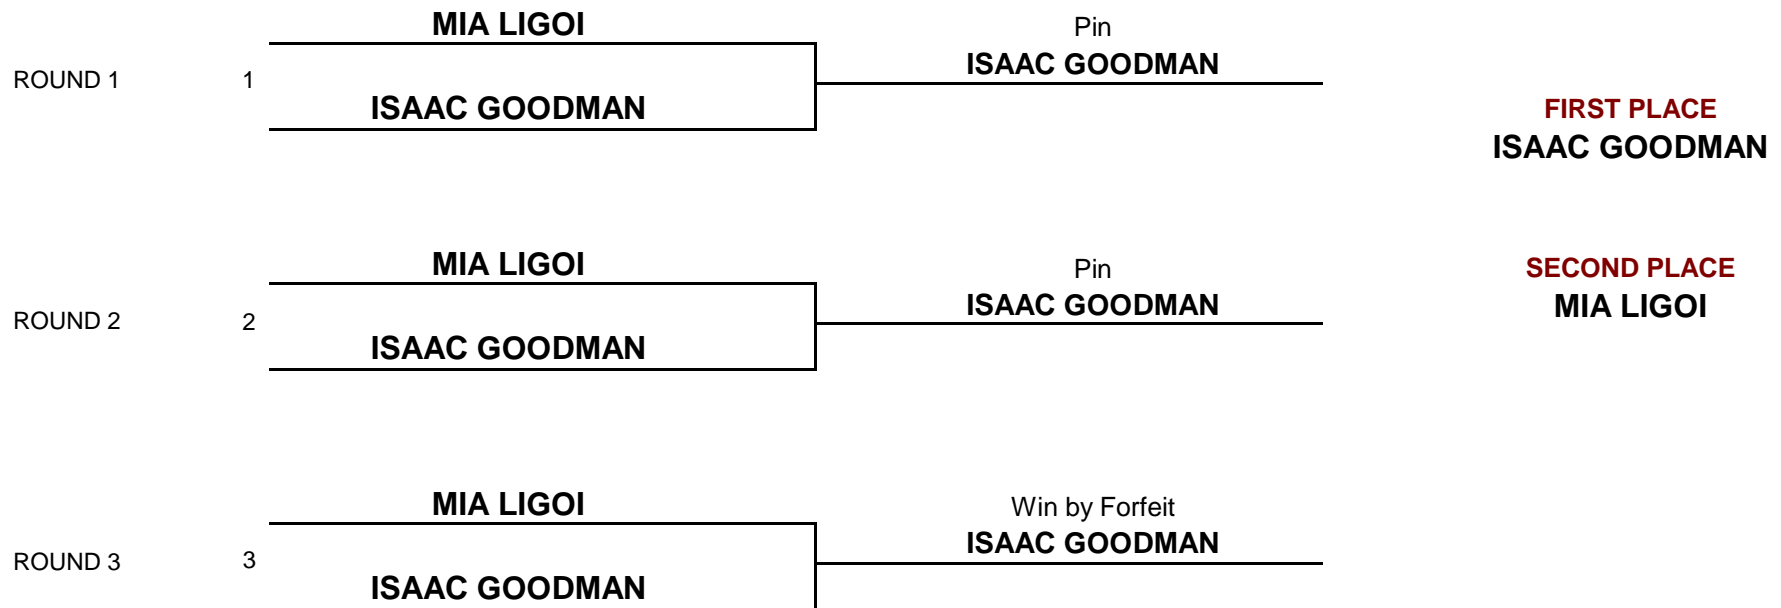 MIA LIGOI
Pin
ISAAC GOODMAN
ROUND 1
1
ISAAC GOODMAN
FIRST PLACE
ISAAC GOODMAN
MIA LIGOI
Pin
SECOND PLACE
ISAAC GOODMAN
MIA LIGOI
ROUND 2
2
ISAAC GOODMAN
MIA LIGOI
Win by Forfeit
ISAAC GOODMAN
ROUND 3
3
ISAAC GOODMAN